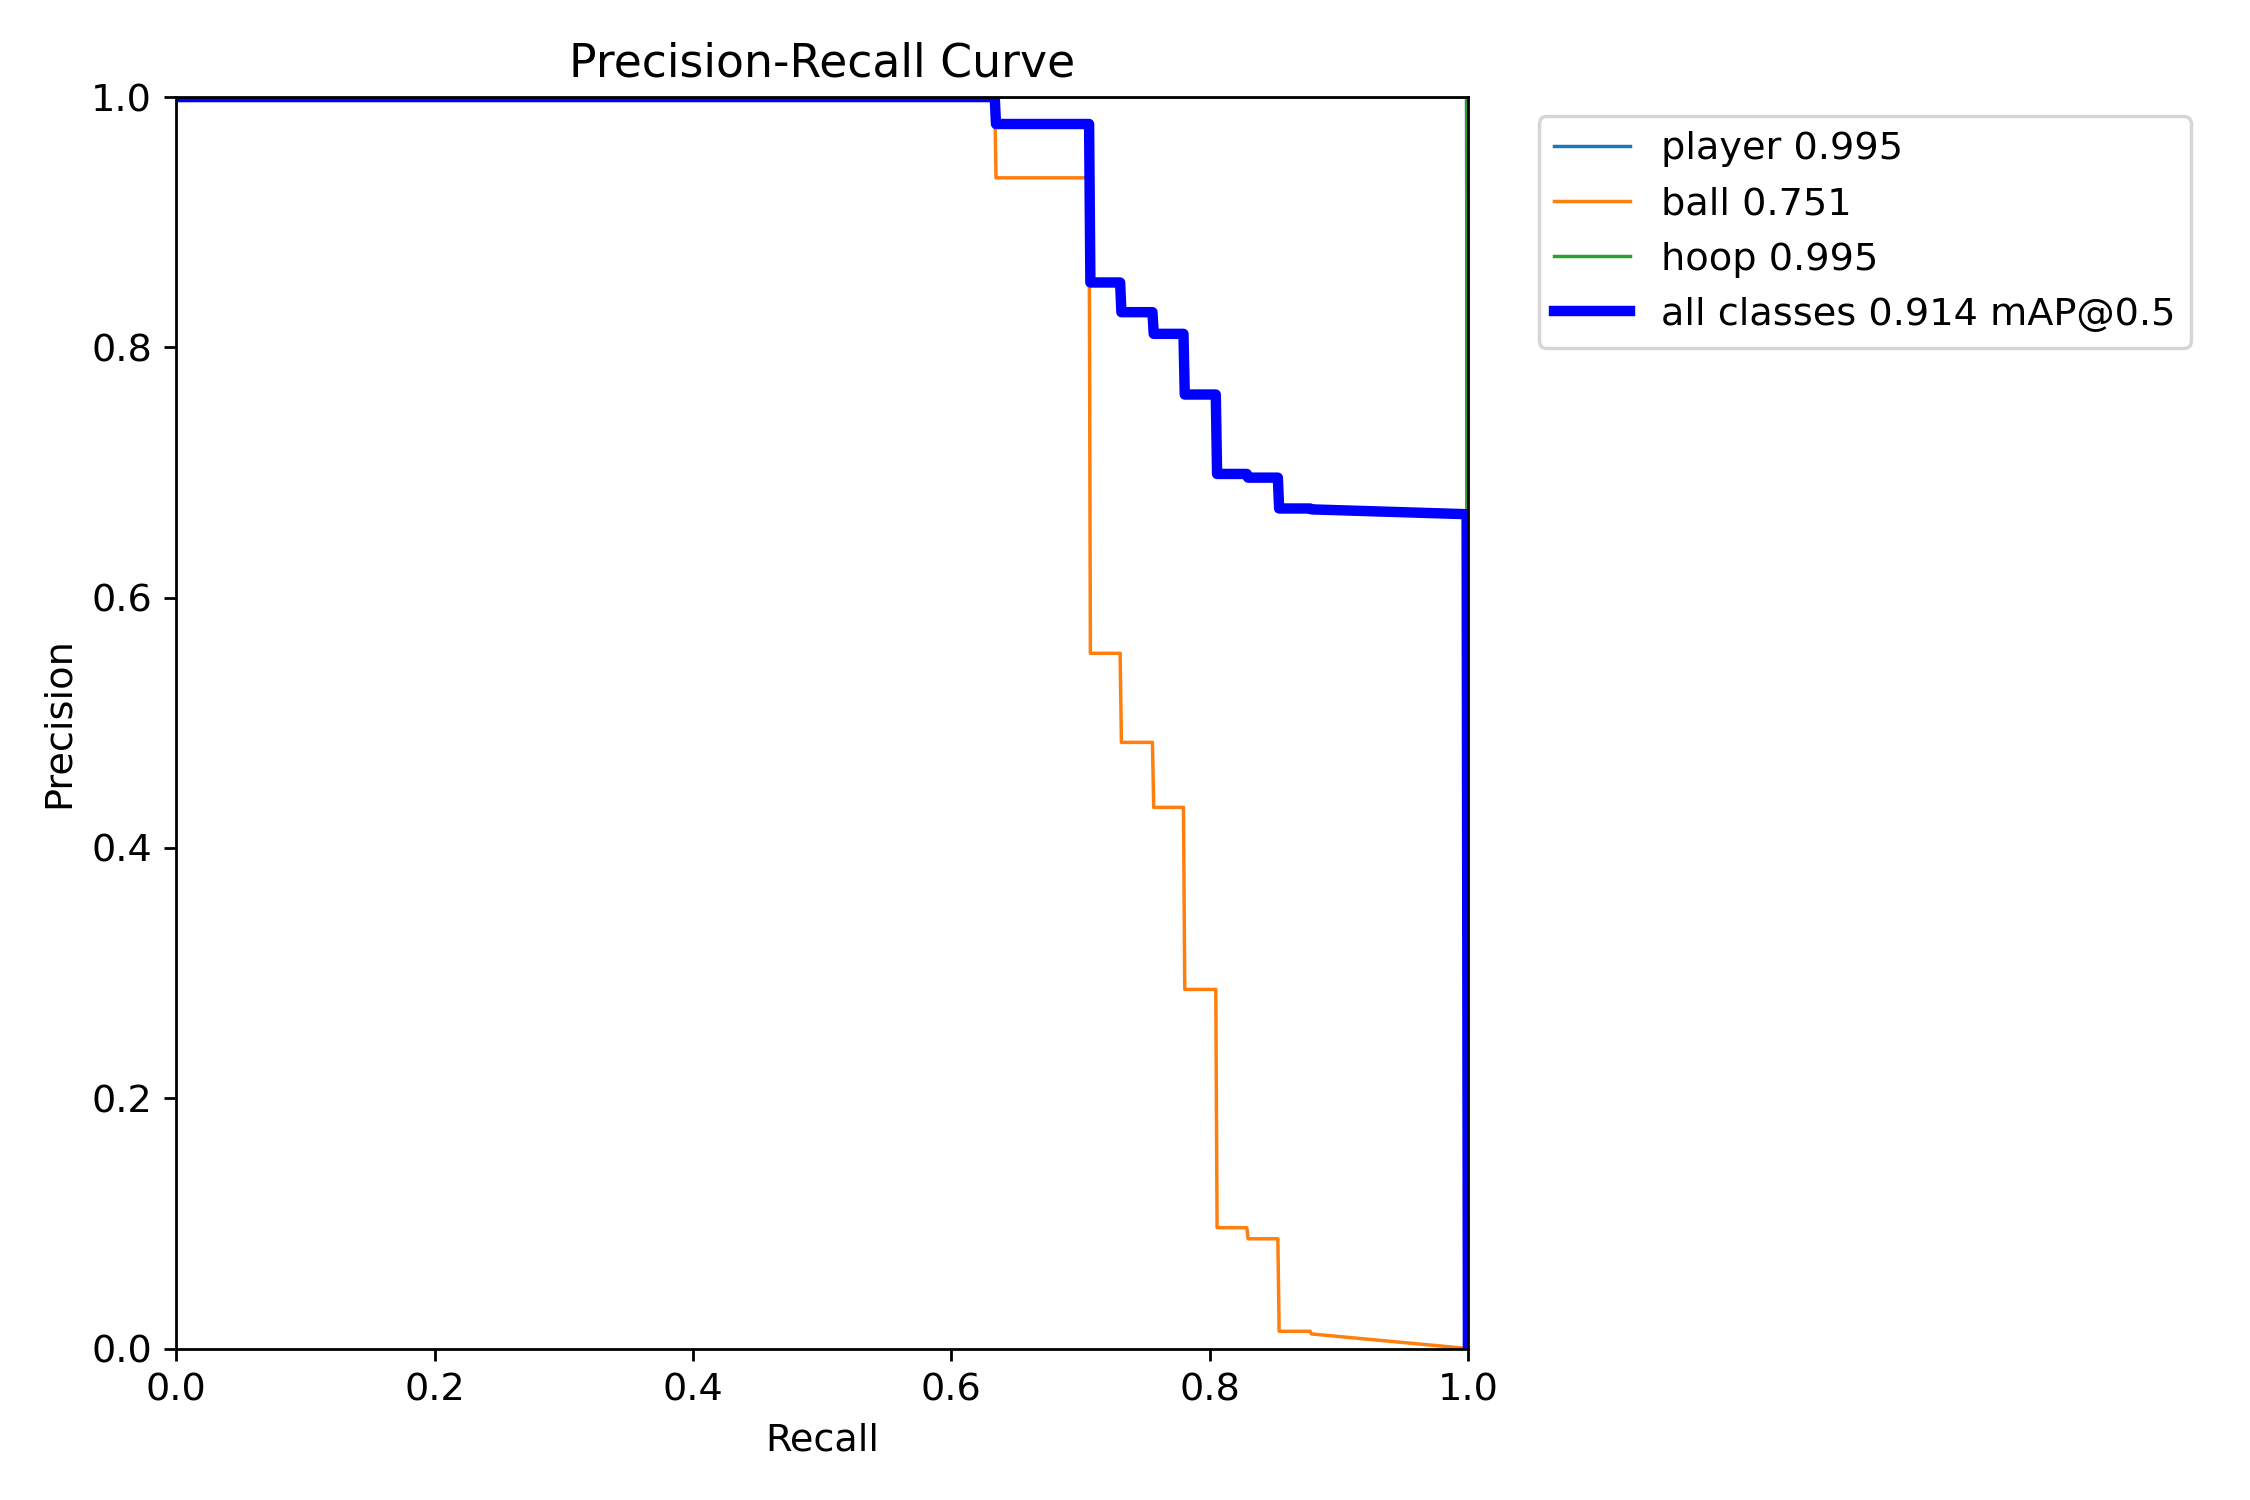 Precision-Recall Curve
1.0
0.8
0.6
0.4
0.2
0.0
Precision
0.0 0.2 0.4 0.6 0.8 1.0
Recall
player 0.995
ball 0.751
hoop 0.995
all classes 0.914 mAP@0.5